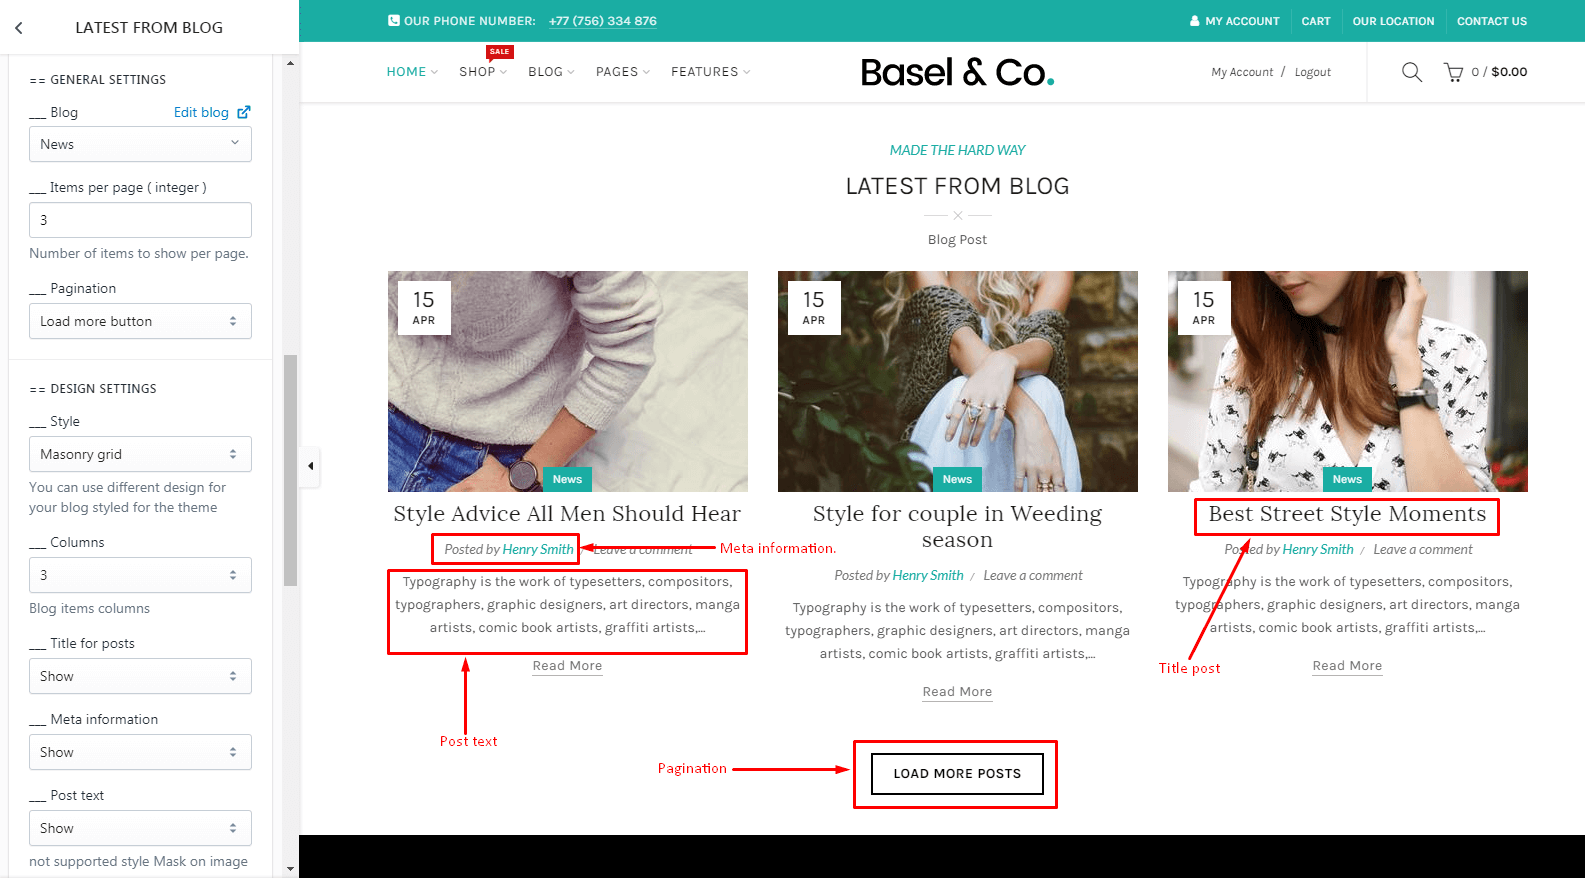 LATEST FROM BLOG
== GENERAL SETTINGS
___ Blog
Edit blog
News
___ Items per page ( integer )
3
Number of items to show per page.
___ Pagination
Load more button
== DESIGN SETTINGS
___ Style
Masonry grid
You can use different design for
your blog styled for the theme
___ Columns
3
Blog items columns
___ Title for posts
Show
___ Meta information
Show
___ Post text
Show
not supported style Mask on image
OUR PHONE NUMBER: +77 (756) 334 876
MY ACCOUNT CART OUR LOCATION CONTACT US
SALE
HOME SHOP BLOG PAGES FEATURES
Basel & Co.
My Account / Logout
0 / $0.00
MADE THE HARD WAY
LATEST FROM BLOG
Blog Post
15
APR
News
Style Advice All Men Should Hear
Posted by Henry Smith / Leave a comment
Meta information.
Typography is the work of typesetters, compositors,
typographers, graphic designers, art directors, manga
artists, comic book artists, graffiti artists,...
Read More
Post text
15
APR
News
Style for couple in Weeding
season
Posted by Henry Smith / Leave a comment
Typography is the work of typesetters, compositors,
typographers, graphic designers, art directors, manga
artists, comic book artists, graffiti artists,...
Read More
15
APR
News
Best Street Style Moments
Posted by Henry Smith / Leave a comment
Typography is the work of typesetters, compositors,
typographers, graphic designers, art directors, manga
artists, comic book artists, graffiti artists,...
Title post
Read More
Pagination
LOAD MORE POSTS